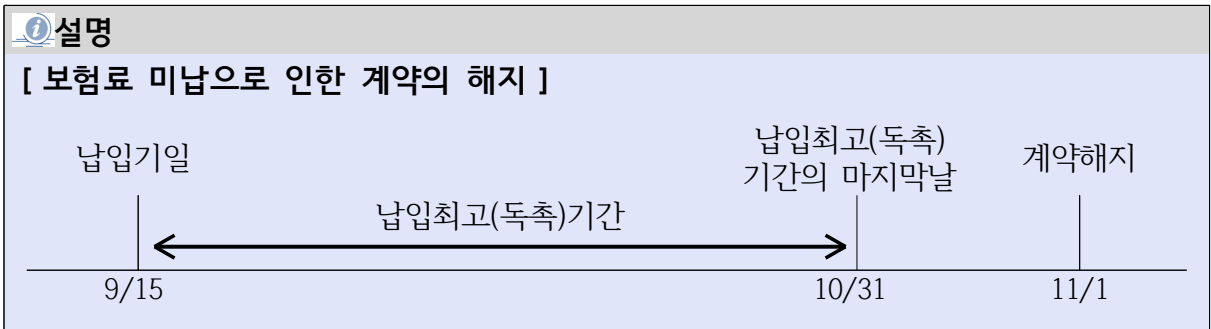 설명
[ 보험료 미납으로 인한 계약의 해지 ]
납입기일
납입최고(독촉)
기간의 마지막날
계약해지
납입최고(독촉)기간
9/15
10/31
11/1